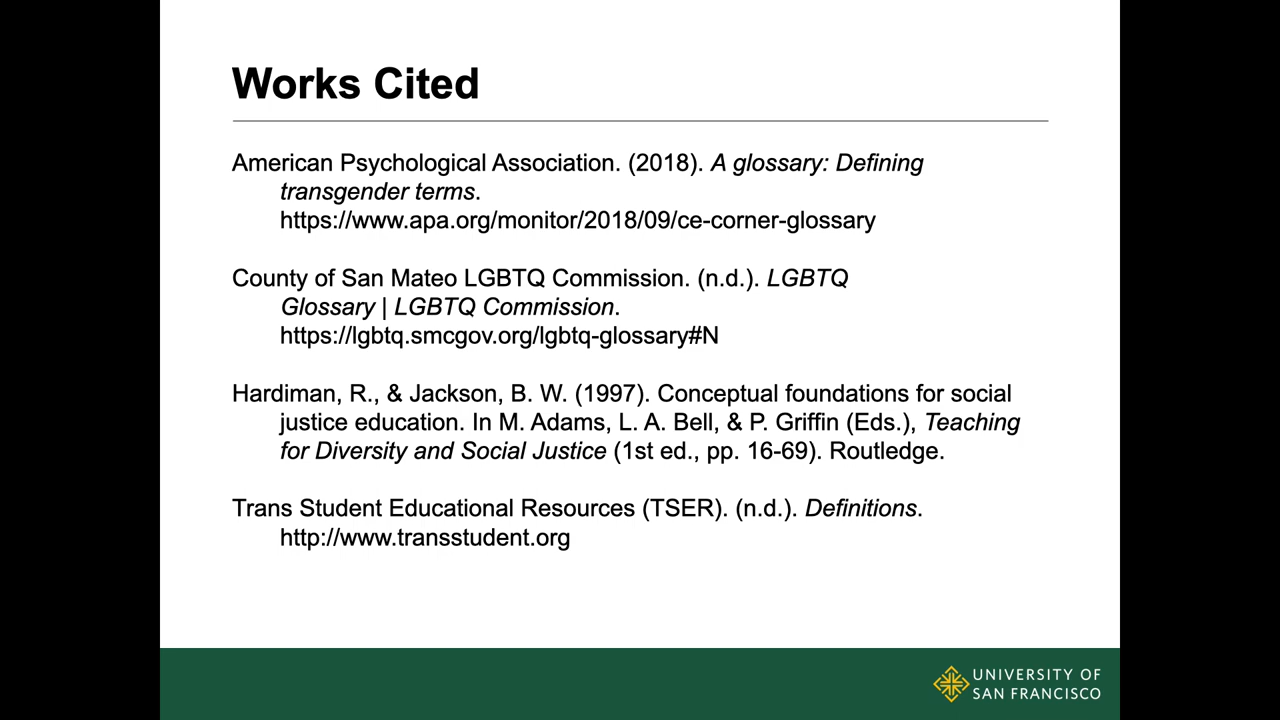 Works Cited
American Psychological Association. (2018). A glossary: Defining
transgender terms.
https://www.apa.org/monitor/2018/09/ce-corner-glossary
County of San Mateo LGBTQ Commission. (n.d.). LGBTQ
Glossary | LGBTQ Commission.
https://lgbtq.smcgov.org/lgbtq-glossary#N
Hardiman, R., & Jackson, B. W. (1997). Conceptual foundations for social
justice education. In M. Adams, L. A. Bell, & P. Griffin (Eds.), Teaching
for Diversity and Social Justice (1st ed., pp. 16-69). Routledge.
Trans Student Educational Resources (TSER). (n.d.). Definitions.
http://www.transstudent.org
UNIVERSITY OF
SAN FRANCISCO